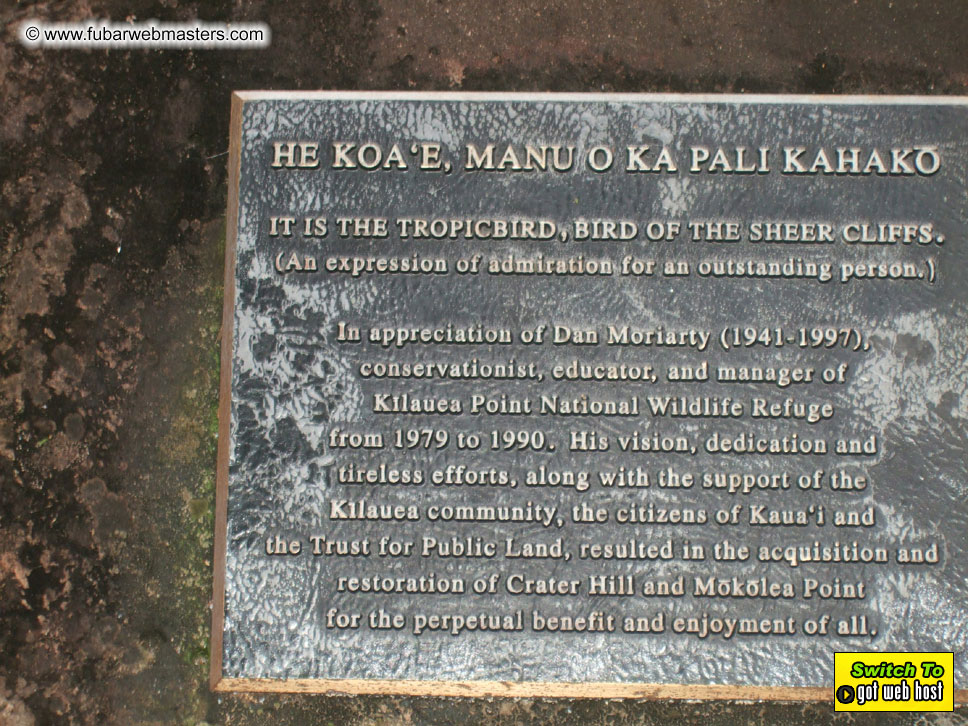 © www.fubarwebmasters.com
HE KOAʻE, MANU O KA PALI KAHAKŌ
IT IS THE TROPICBIRD, BIRD OF THE SHEER CLIFFS.
(An expression of admiration for an outstanding person.)
In appreciation of Dan Moriarty (1941-1997),
conservationist, educator, and manager of
Kīlauea Point National Wildlife Refuge
from 1979 to 1990. His vision, dedication and
tireless efforts, along with the support of the
Kīlauea community, the citizens of Kauaʻi and
the Trust for Public Land, resulted in the acquisition and
restoration of Crater Hill and Mōkōlea Point
for the perpetual benefit and enjoyment of all.
Switch To
got web host